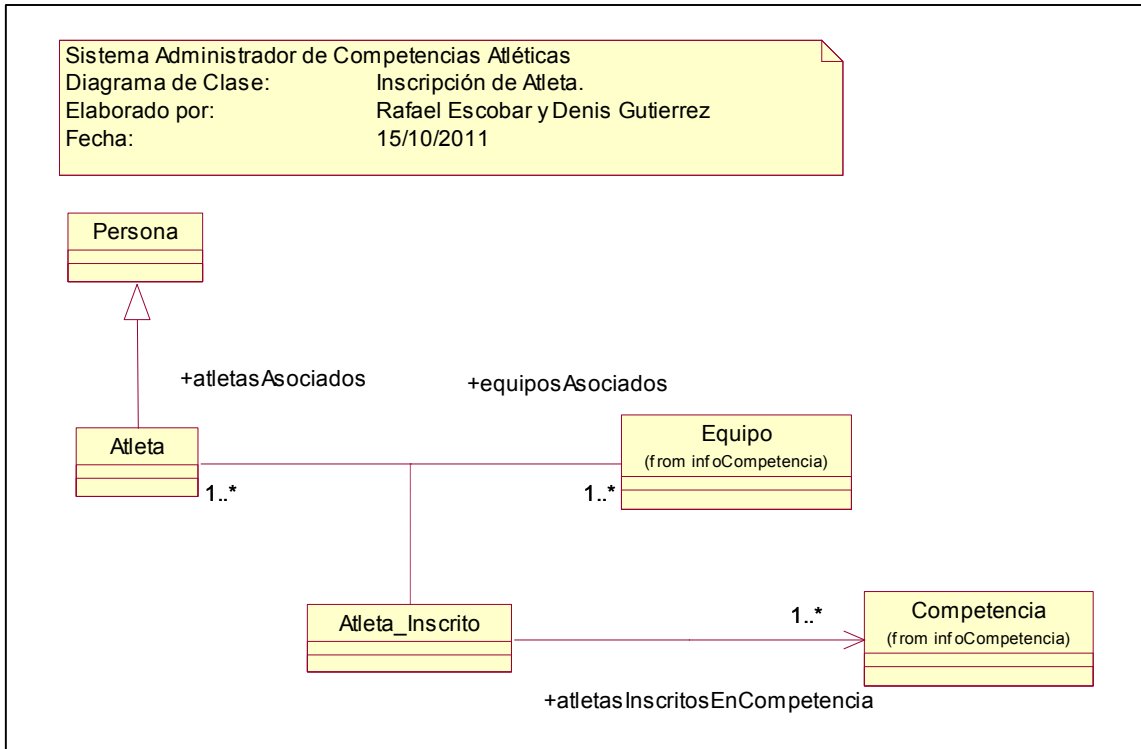 Sistema Administrador de Competencias Atléticas
Diagrama de Clase: Inscripción de Atleta.
Elaborado por: Rafael Escobar y Denis Gutierrez
Fecha: 15/10/2011
Persona
+atletasAsociados
+equiposAsociados
Atleta
Equipo
(from infoCompetencia)
1..*
1..*
Atleta_Inscrito
1..*
Competencia
(from infoCompetencia)
+atletasInscritosEnCompetencia